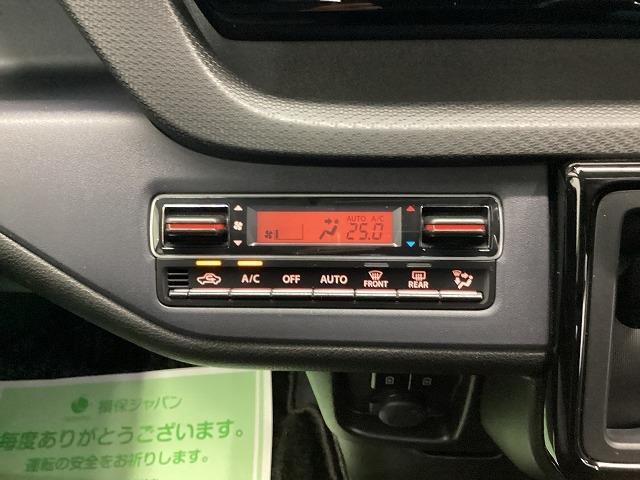 AUTO A/C
25.0
A/C OFF AUTO FRONT REAR
損保ジャパン
毎度ありがとうございます。
運転の安全をお祈りします。